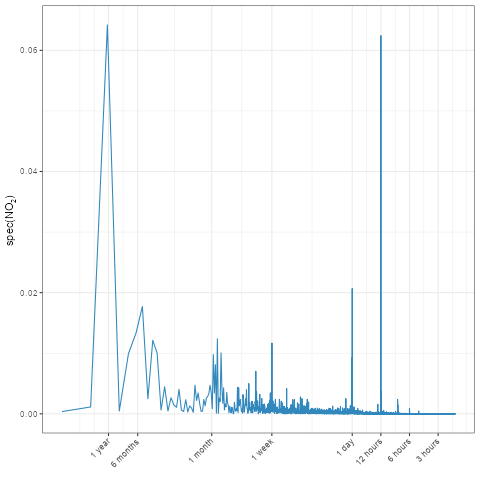 spec(NO₂)
0.06
0.04
0.02
0.00
1 year
6 months
1 month
1 week
1 day
12 hours
6 hours
3 hours